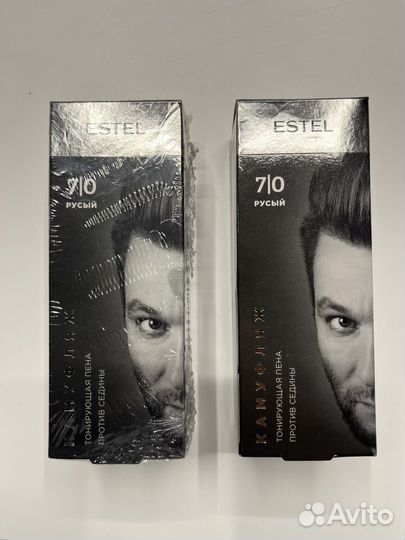 ESTEL
7|0
РУСЫЙ
КАМУФЛЯЖ
ТОНИРУЮЩАЯ ПЕНА
ПРОТИВ СЕДИНЫ
ESTEL
7|0
РУСЫЙ
КАМУФЛЯЖ
ТОНИРУЮЩАЯ ПЕНА
ПРОТИВ СЕДИНЫ
Avito